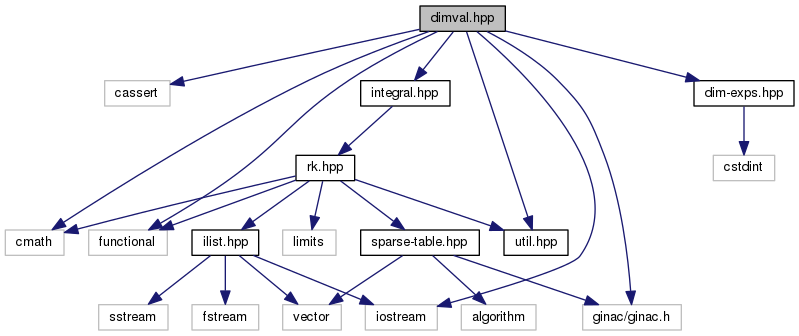 dimval.hpp
cassert
integral.hpp
dim-exps.hpp
rk.hpp
cstdint
cmath
functional
ilist.hpp
limits
sparse-table.hpp
util.hpp
sstream
fstream
vector
iostream
algorithm
ginac/ginac.h